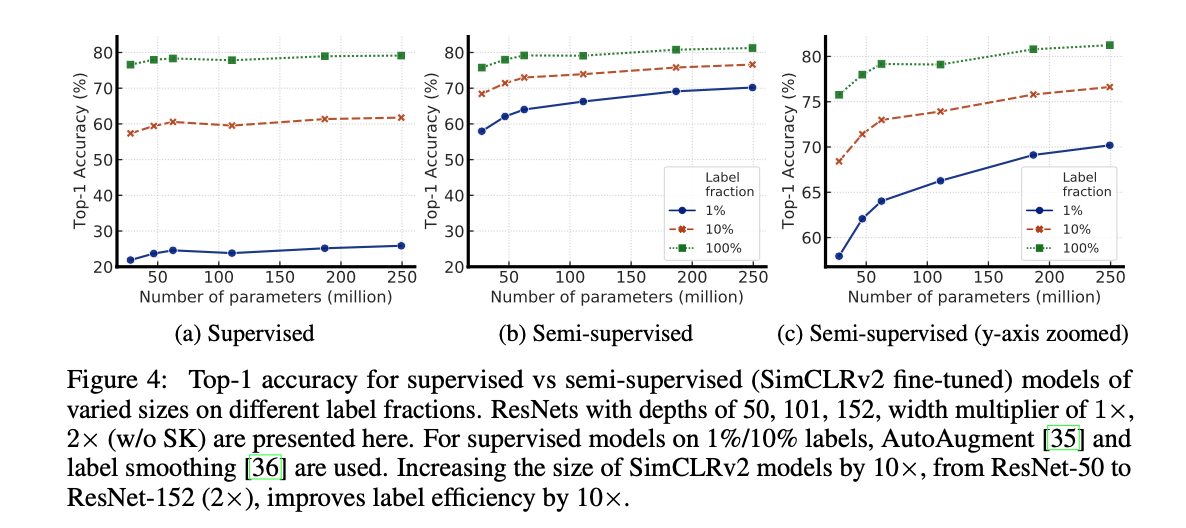 80
70
60
50
40
30
20
Top-1 Accuracy (%)
50 100 150 200 250
Number of parameters (million)
(a) Supervised
80
70
60
50
40
30
20
Top-1 Accuracy (%)
Label
fraction
1%
10%
100%
50 100 150 200 250
Number of parameters (million)
(b) Semi-supervised
80
75
70
65
60
Top-1 Accuracy (%)
Label
fraction
1%
10%
100%
50 100 150 200 250
Number of parameters (million)
(c) Semi-supervised (y-axis zoomed)
Figure 4: Top-1 accuracy for supervised vs semi-supervised (SimCLRv2 fine-tuned) models of
varied sizes on different label fractions. ResNets with depths of 50, 101, 152, width multiplier of 1×,
2× (w/o SK) are presented here. For supervised models on 1%/10% labels, AutoAugment [35] and
label smoothing [36] are used. Increasing the size of SimCLRv2 models by 10×, from ResNet-50 to
ResNet-152 (2×), improves label efficiency by 10×.